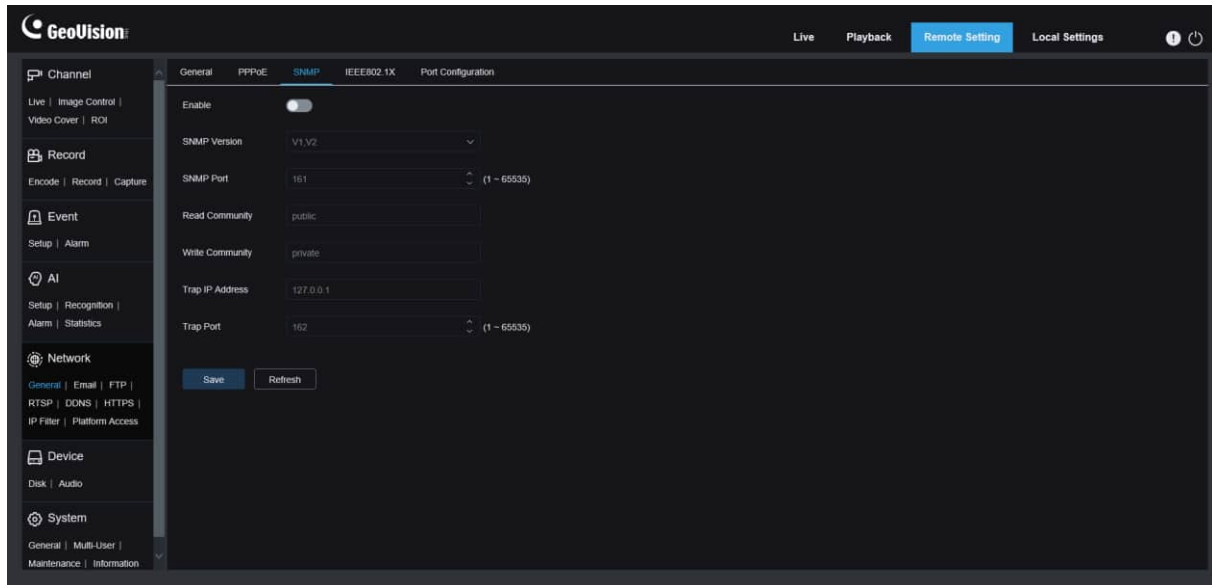 GeoVision
Live Playback Remote Setting Local Settings
Channel
Live | Image Control |
Video Cover | ROI
Record
Encode | Record | Capture
Event
Setup | Alarm
AI
Setup | Recognition |
Alarm | Statistics
Network
General | Email | FTP |
RTSP | DDNS | HTTPS |
IP Filter | Platform Access
Device
Disk | Audio
System
General | Multi-User |
Maintenance | Information
General PPPoE SNMP IEEE802.1X Port Configuration
Enable
SNMP Version V1,V2
SNMP Port 161 (1 ~ 65535)
Read Community public
Write Community private
Trap IP Address 127.0.0.1
Trap Port 162 (1 ~ 65535)
Save Refresh